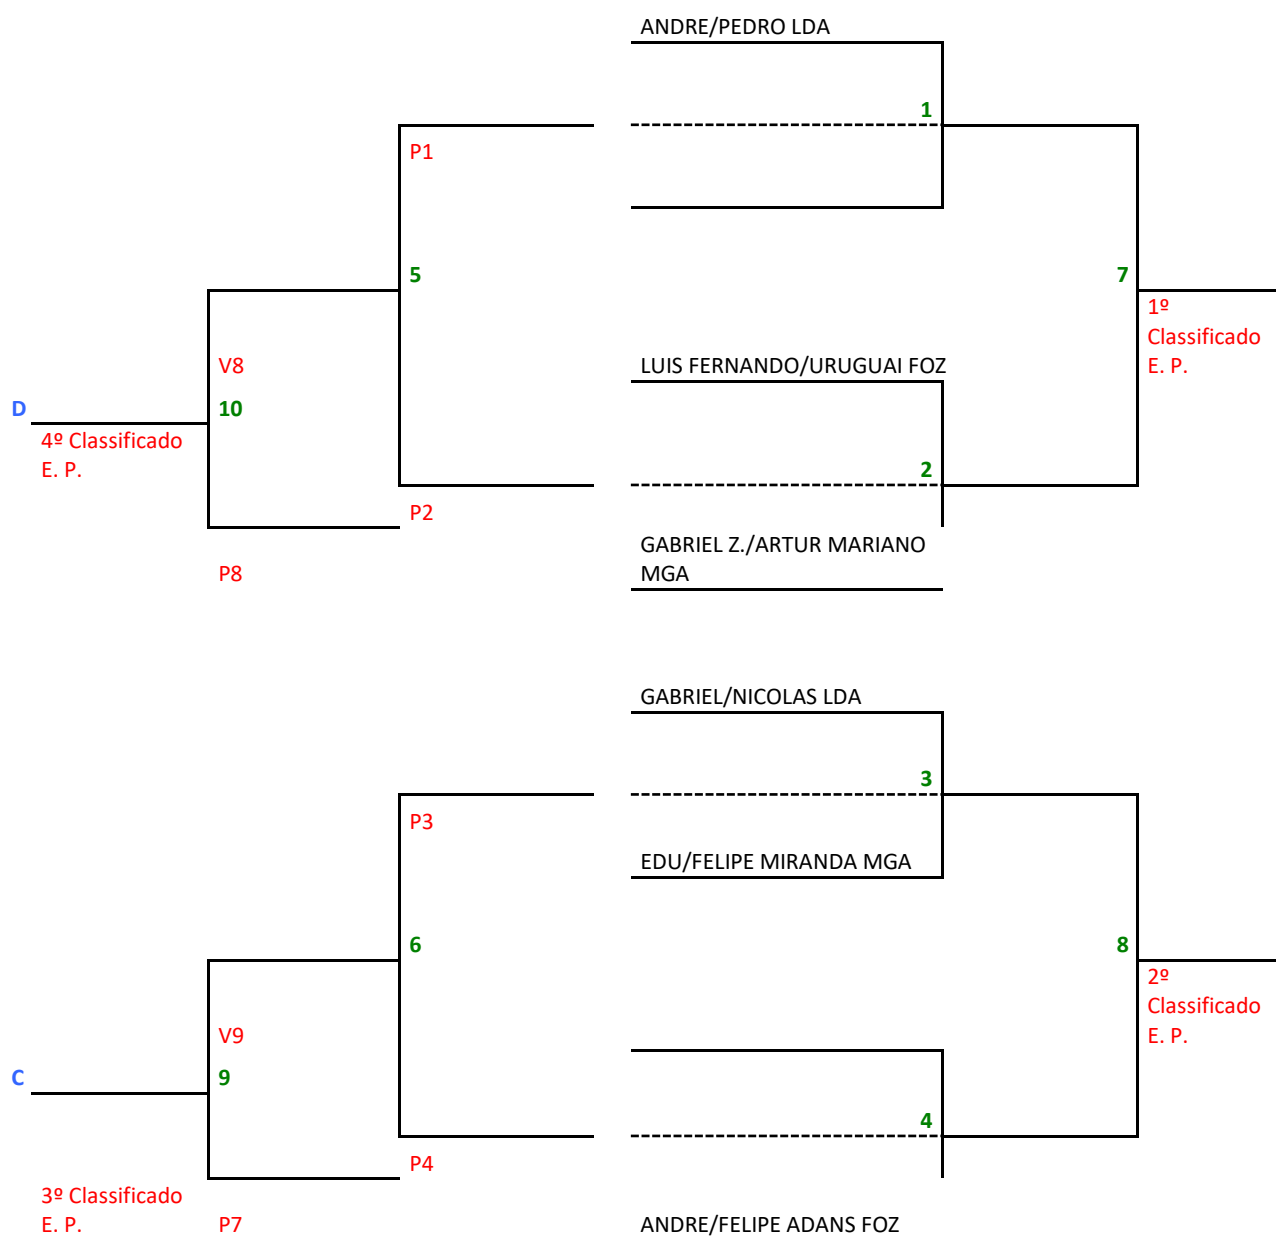 ANDRE/PEDRO LDA
1
P1
5
7
1º
Classificado
E. P.
V8
LUIS FERNANDO/URUGUAI FOZ
D
10
4º Classificado
E. P.
2
P2
GABRIEL Z./ARTUR MARIANO
MGA
P8
GABRIEL/NICOLAS LDA
3
P3
EDU/FELIPE MIRANDA MGA
6
8
2º
Classificado
E. P.
V9
C
9
4
P4
3º Classificado
E. P.
P7
ANDRE/FELIPE ADANS FOZ